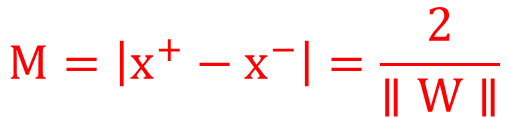 M = |x⁺ − x⁻| = 2 / ‖ W ‖